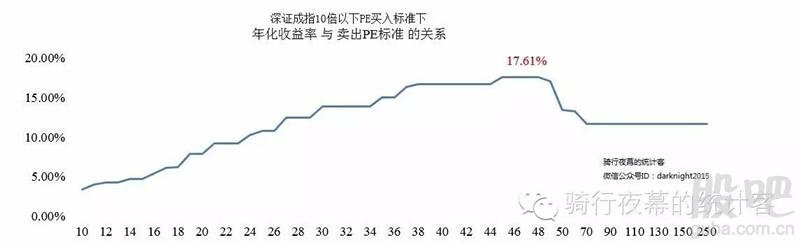 深证成指10倍以下PE买入标准下
年化收益率 与 卖出PE标准 的关系
20.00%
17.61%
15.00%
10.00%
5.00%
0.00%
骑行夜幕的统计客
微信公众号ID：darknight2015
骑行夜幕的统计客
股吧
guba.com.cn
10 12 14 16 18 20 22 24 26 28 30 32 34 36 38 40 42 44 46 48 50 70 90 110 130 150 250